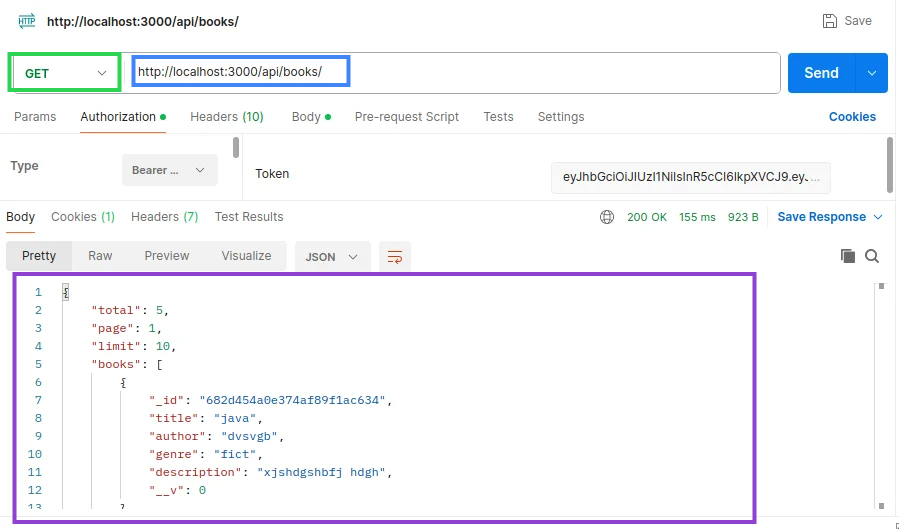 HTTP http://localhost:3000/api/books/ Save
GET http://localhost:3000/api/books/ Send
Params Authorization Headers (10) Body Pre-request Script Tests Settings Cookies
Type Bearer ... Token eyJhbGciOiJIUzI1NiIsInR5cCI6IkpXVCJ9.eyJ...
Body Cookies (1) Headers (7) Test Results 200 OK 155 ms 923 B Save Response
Pretty Raw Preview Visualize JSON
1 {
2 "total": 5,
3 "page": 1,
4 "limit": 10,
5 "books": [
6 {
7 "_id": "682d454a0e374af89f1ac634",
8 "title": "java",
9 "author": "dvsvgb",
10 "genre": "fict",
11 "description": "xjshdgshbfj hdgh",
12 "__v": 0
13 }